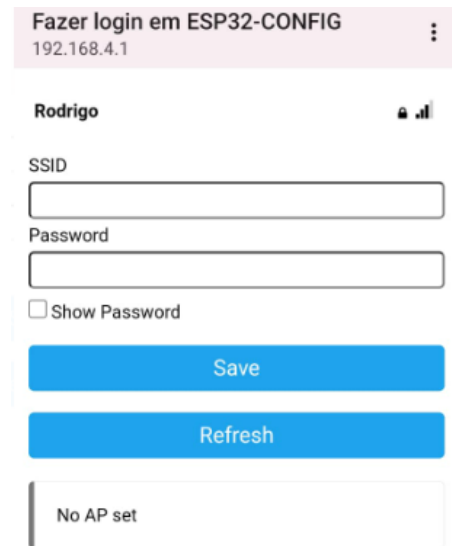 Fazer login em ESP32-CONFIG
192.168.4.1
Rodrigo
SSID
Password
Show Password
Save
Refresh
No AP set